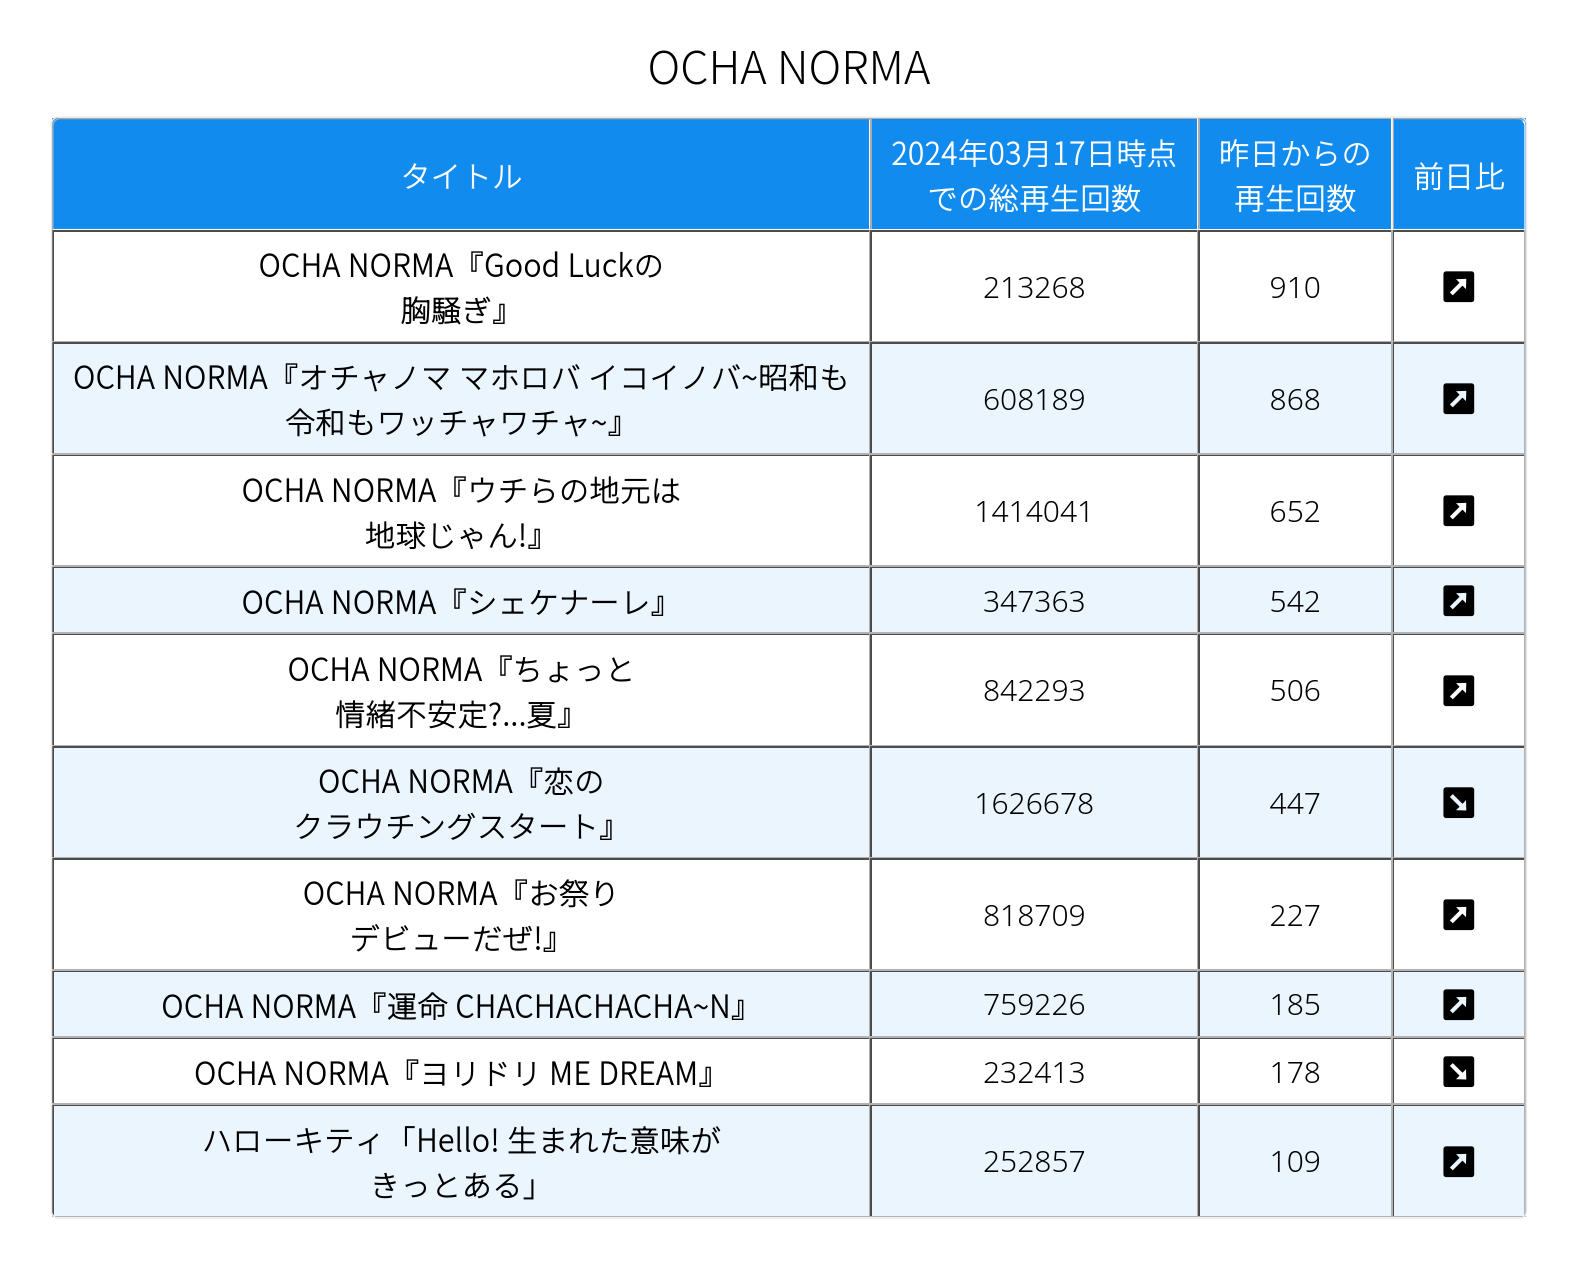 OCHA NORMA
タイトル
2024年03月17日時点
での総再生回数
昨日からの
再生回数
前日比
OCHA NORMA『Good Luckの
胸騒ぎ』
213268
910
↗
OCHA NORMA『オチャノマ マホロバ イコイノバ~昭和も
令和もワッチャワチャ~』
608189
868
↗
OCHA NORMA『ウチらの地元は
地球じゃん!』
1414041
652
↗
OCHA NORMA『シェケナーレ』
347363
542
↗
OCHA NORMA『ちょっと
情緒不安定?...夏』
842293
506
↗
OCHA NORMA『恋の
クラウチングスタート』
1626678
447
↘
OCHA NORMA『お祭り
デビューだぜ!』
818709
227
↗
OCHA NORMA『運命 CHACHACHACHA~N』
759226
185
↗
OCHA NORMA『ヨリドリ ME DREAM』
232413
178
↘
ハローキティ「Hello! 生まれた意味が
きっとある」
252857
109
↗